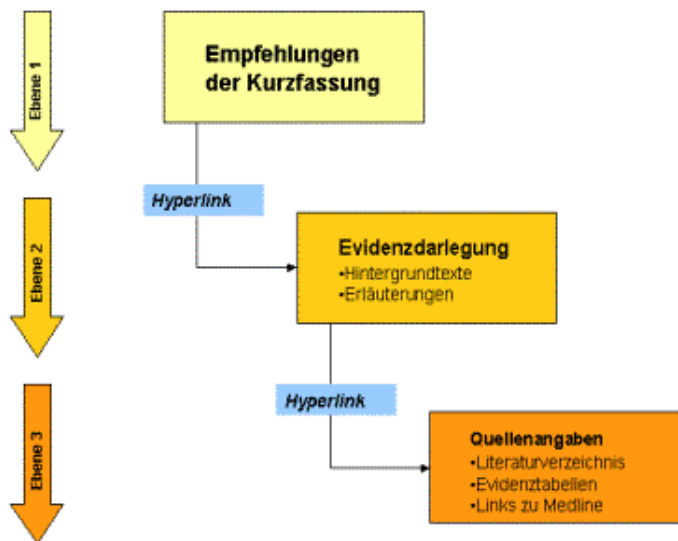 Ebene 1
Empfehlungen
der Kurzfassung
Hyperlink
Ebene 2
Evidenzdarlegung
•Hintergrundtexte
•Erläuterungen
Hyperlink
Ebene 3
Quellenangaben
•Literaturverzeichnis
•Evidenztabellen
•Links zu Medline